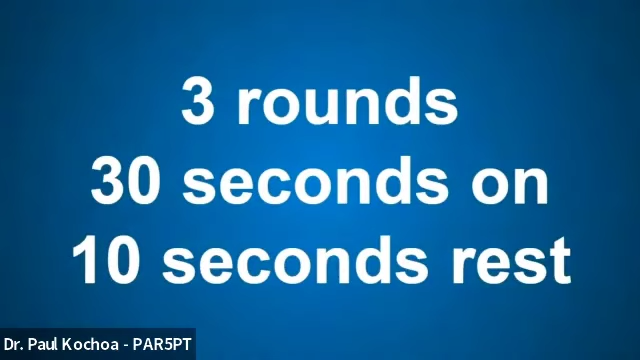 3 rounds
30 seconds on
10 seconds rest
Dr. Paul Kochoa - PAR5PT